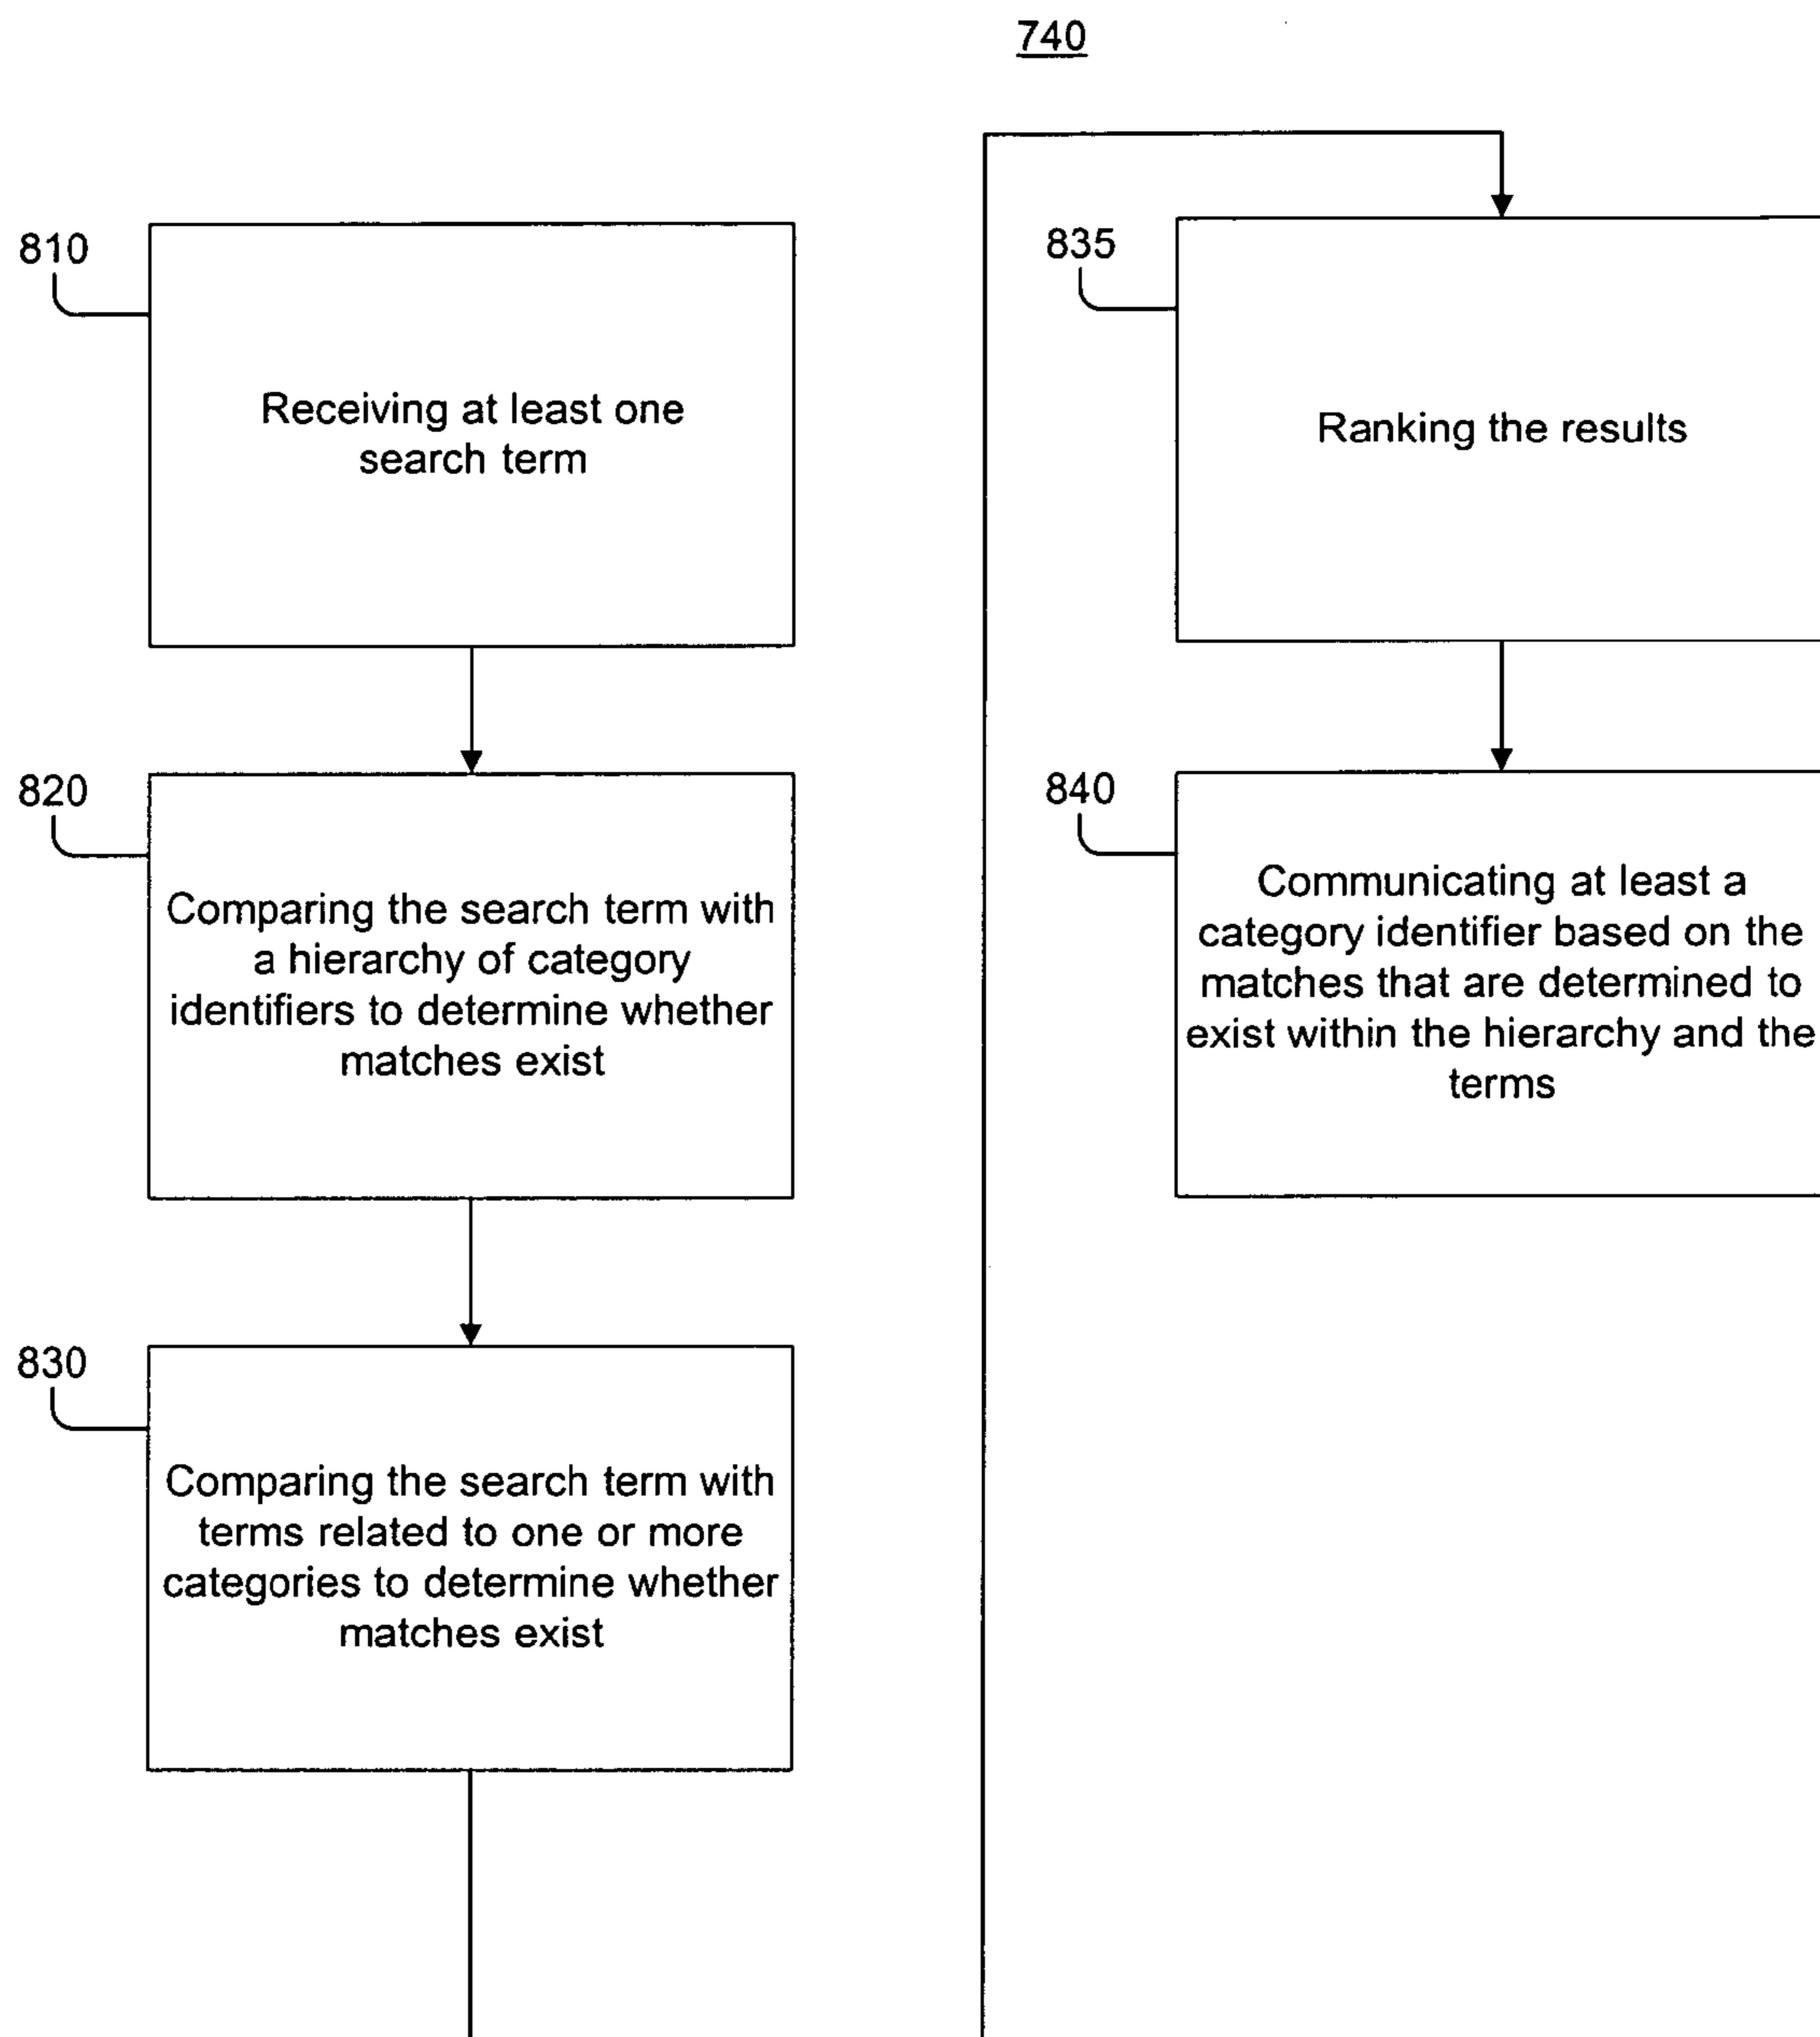 740
810
Receiving at least one
search term
820
Comparing the search term with
a hierarchy of category
identifiers to determine whether
matches exist
830
Comparing the search term with
terms related to one or more
categories to determine whether
matches exist
835
Ranking the results
840
Communicating at least a
category identifier based on the
matches that are determined to
exist within the hierarchy and the
terms